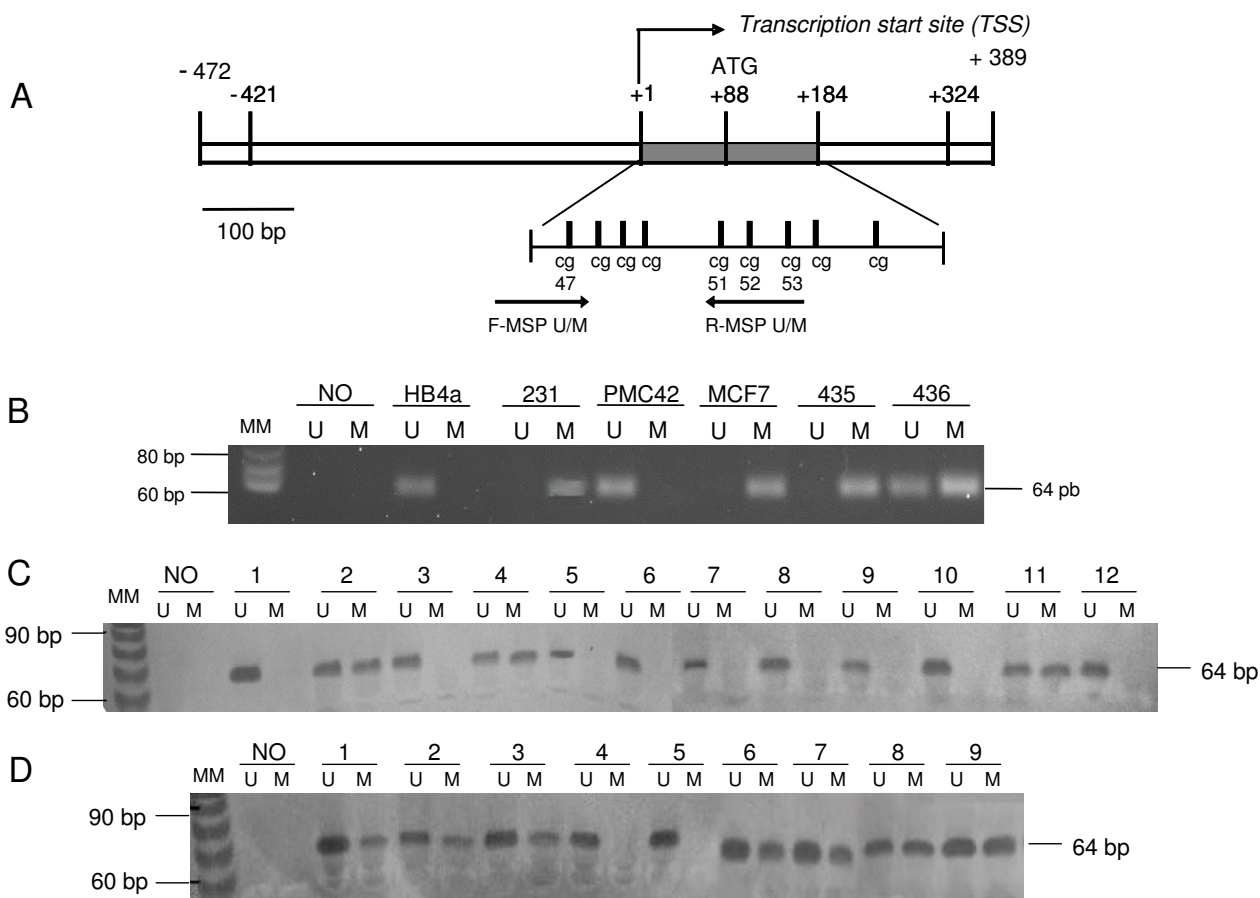 A
Transcription start site (TSS)
- 472
-421
+1
ATG
+88
+184
+324
+ 389
100 bp
cg cg cg cg cg cg cg cg cg
47 51 52 53
F-MSP U/M R-MSP U/M
B
NO HB4a 231 PMC42 MCF7 435 436
MM U M U M U M U M U M U M U M
80 bp
60 bp
64 pb
C
NO 1 2 3 4 5 6 7 8 9 10 11 12
MM U M U M U M U M U M U M U M U M U M U M U M U M U M
90 bp
60 bp
64 bp
D
NO 1 2 3 4 5 6 7 8 9
MM U M U M U M U M U M U M U M U M U M U M
90 bp
60 bp
64 bp